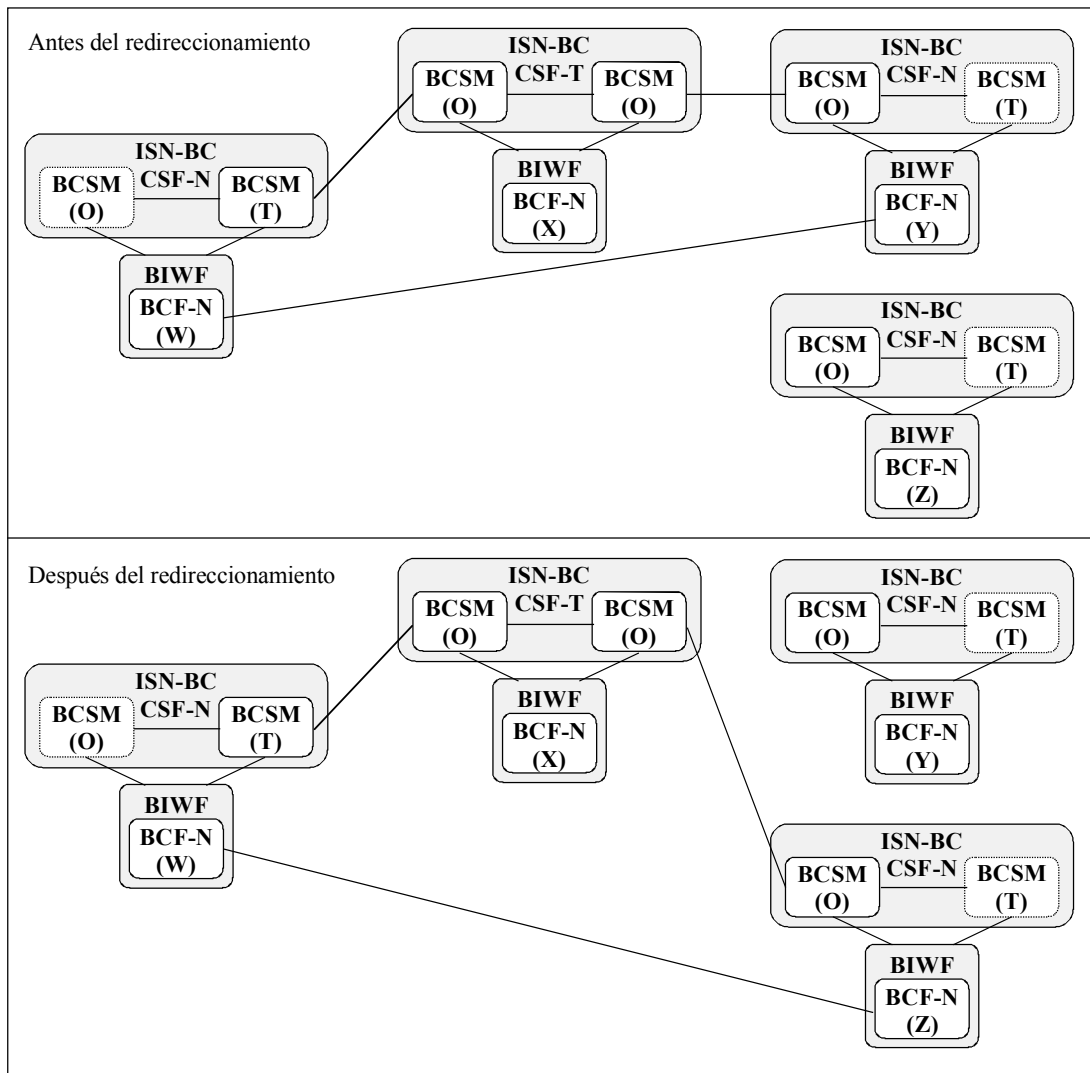 Antes del redireccionamiento
ISN-BC
CSF-T
BCSM
(O)
BCSM
(O)
ISN-BC
CSF-N
BCSM
(O)
BCSM
(T)
ISN-BC
CSF-N
BCSM
(O)
BCSM
(T)
BIWF
BCF-N
(X)
BIWF
BCF-N
(Y)
BIWF
BCF-N
(W)
ISN-BC
CSF-N
BCSM
(O)
BCSM
(T)
BIWF
BCF-N
(Z)
Después del redireccionamiento
ISN-BC
CSF-T
BCSM
(O)
BCSM
(O)
ISN-BC
CSF-N
BCSM
(O)
BCSM
(T)
ISN-BC
CSF-N
BCSM
(O)
BCSM
(T)
BIWF
BCF-N
(X)
BIWF
BCF-N
(Y)
BIWF
BCF-N
(W)
ISN-BC
CSF-N
BCSM
(O)
BCSM
(T)
BIWF
BCF-N
(Z)